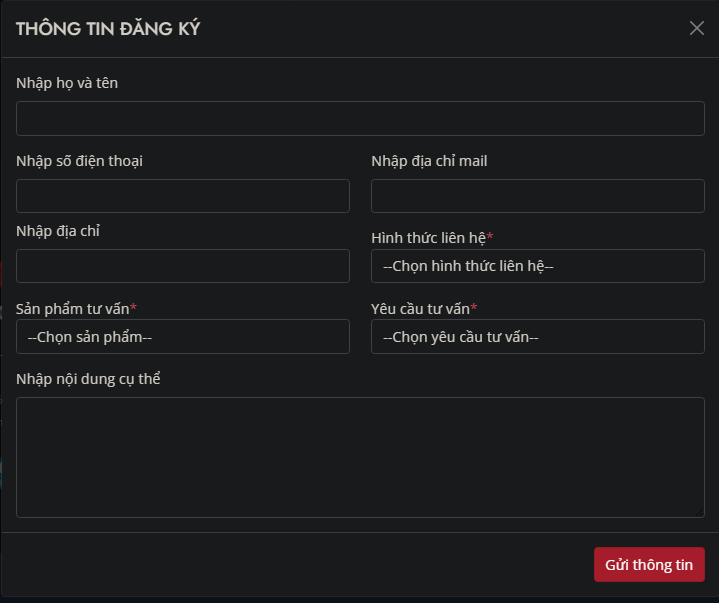 THÔNG TIN ĐĂNG KÝ
Nhập họ và tên
Nhập số điện thoại
Nhập địa chỉ mail
Nhập địa chỉ
Hình thức liên hệ*
--Chọn hình thức liên hệ--
Sản phẩm tư vấn*
Yêu cầu tư vấn*
--Chọn sản phẩm--
--Chọn yêu cầu tư vấn--
Nhập nội dung cụ thể
Gửi thông tin